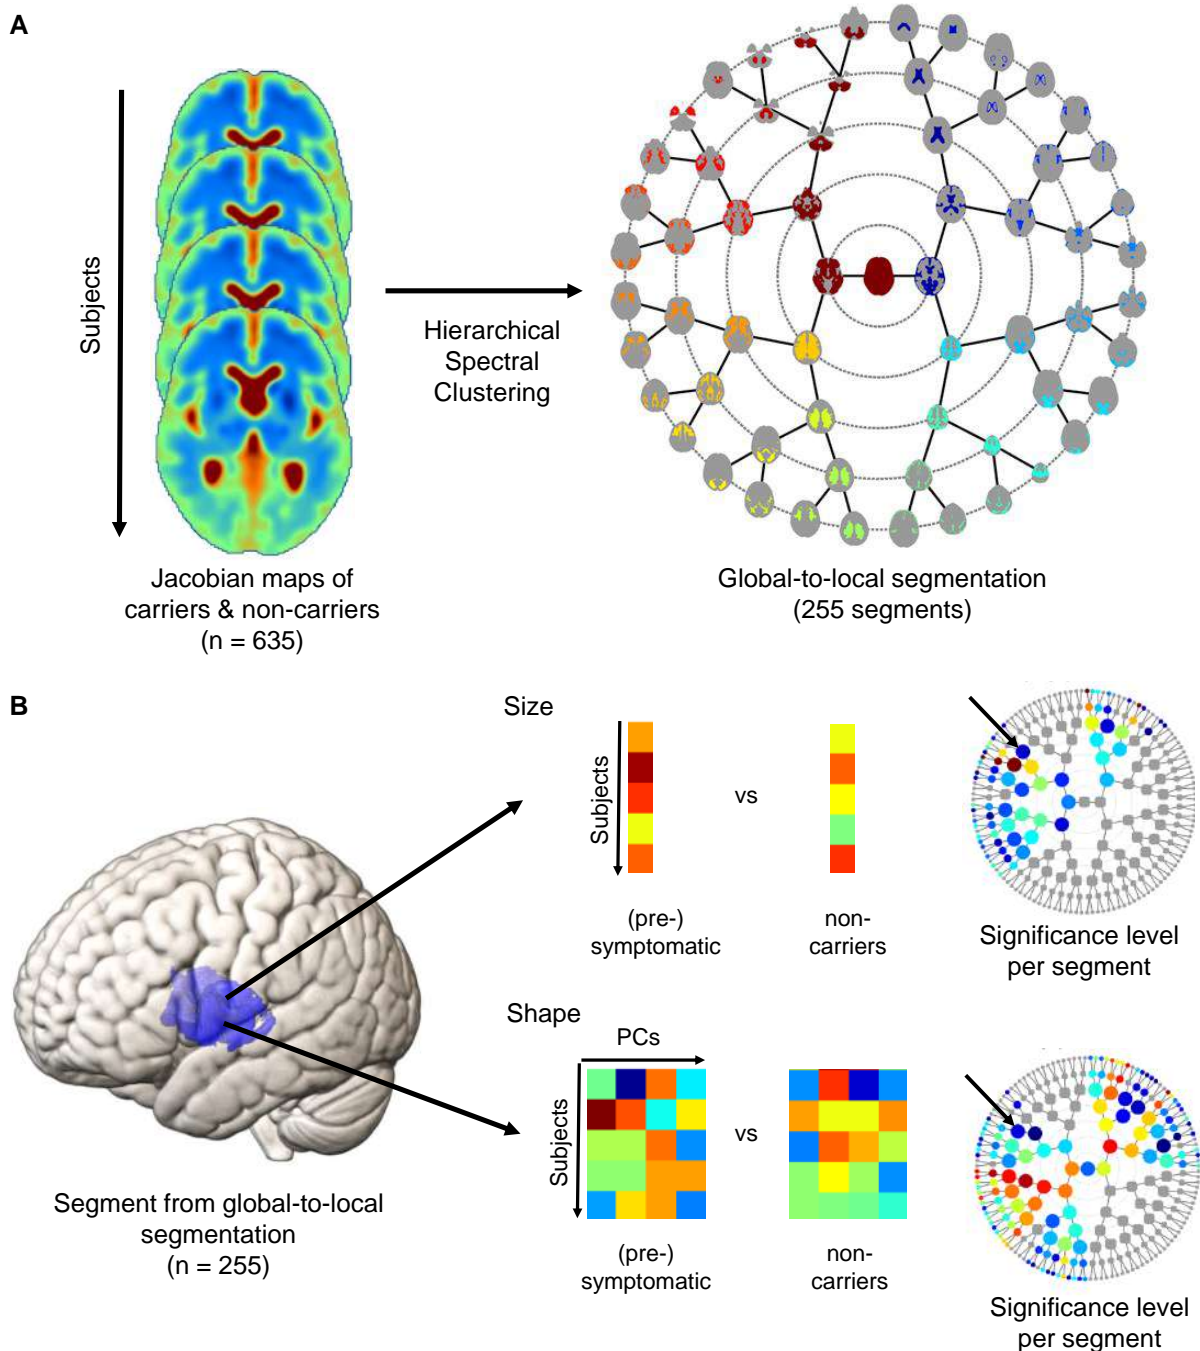 A
Subjects
Hierarchical
Spectral
Clustering
Jacobian maps of
carriers & non-carriers
(n = 635)
Global-to-local segmentation
(255 segments)
B
Size
Subjects
vs
(pre-)
symptomatic
non-
carriers
Significance level
per segment
Shape
PCs
Subjects
vs
(pre-)
symptomatic
non-
carriers
Significance level
per segment
Segment from global-to-local
segmentation
(n = 255)